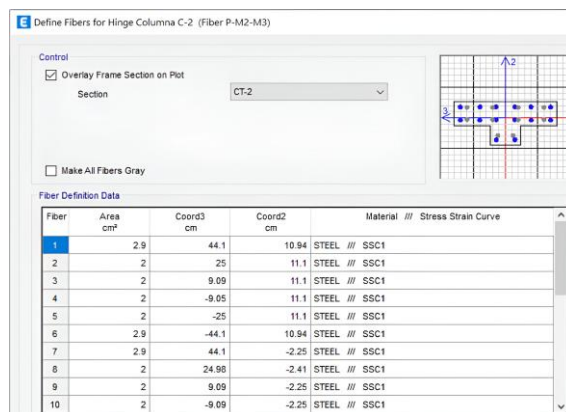 E Define Fibers for Hinge Columna C-2 (Fiber P-M2-M3)
Control
Overlay Frame Section on Plot
Section CT-2
Make All Fibers Gray
2
3
Fiber Definition Data
Fiber Area Coord3 Coord2 Material /// Stress Strain Curve
cm² cm cm
1 2.9 44.1 10.94 STEEL /// SSC1
2 2 25 11.1 STEEL /// SSC1
3 2 9.09 11.1 STEEL /// SSC1
4 2 -9.05 11.1 STEEL /// SSC1
5 2 -25 11.1 STEEL /// SSC1
6 2.9 -44.1 10.94 STEEL /// SSC1
7 2.9 44.1 -2.25 STEEL /// SSC1
8 2 24.98 -2.41 STEEL /// SSC1
9 2 9.09 -2.25 STEEL /// SSC1
10 2 -9.09 -2.25 STEEL /// SSC1